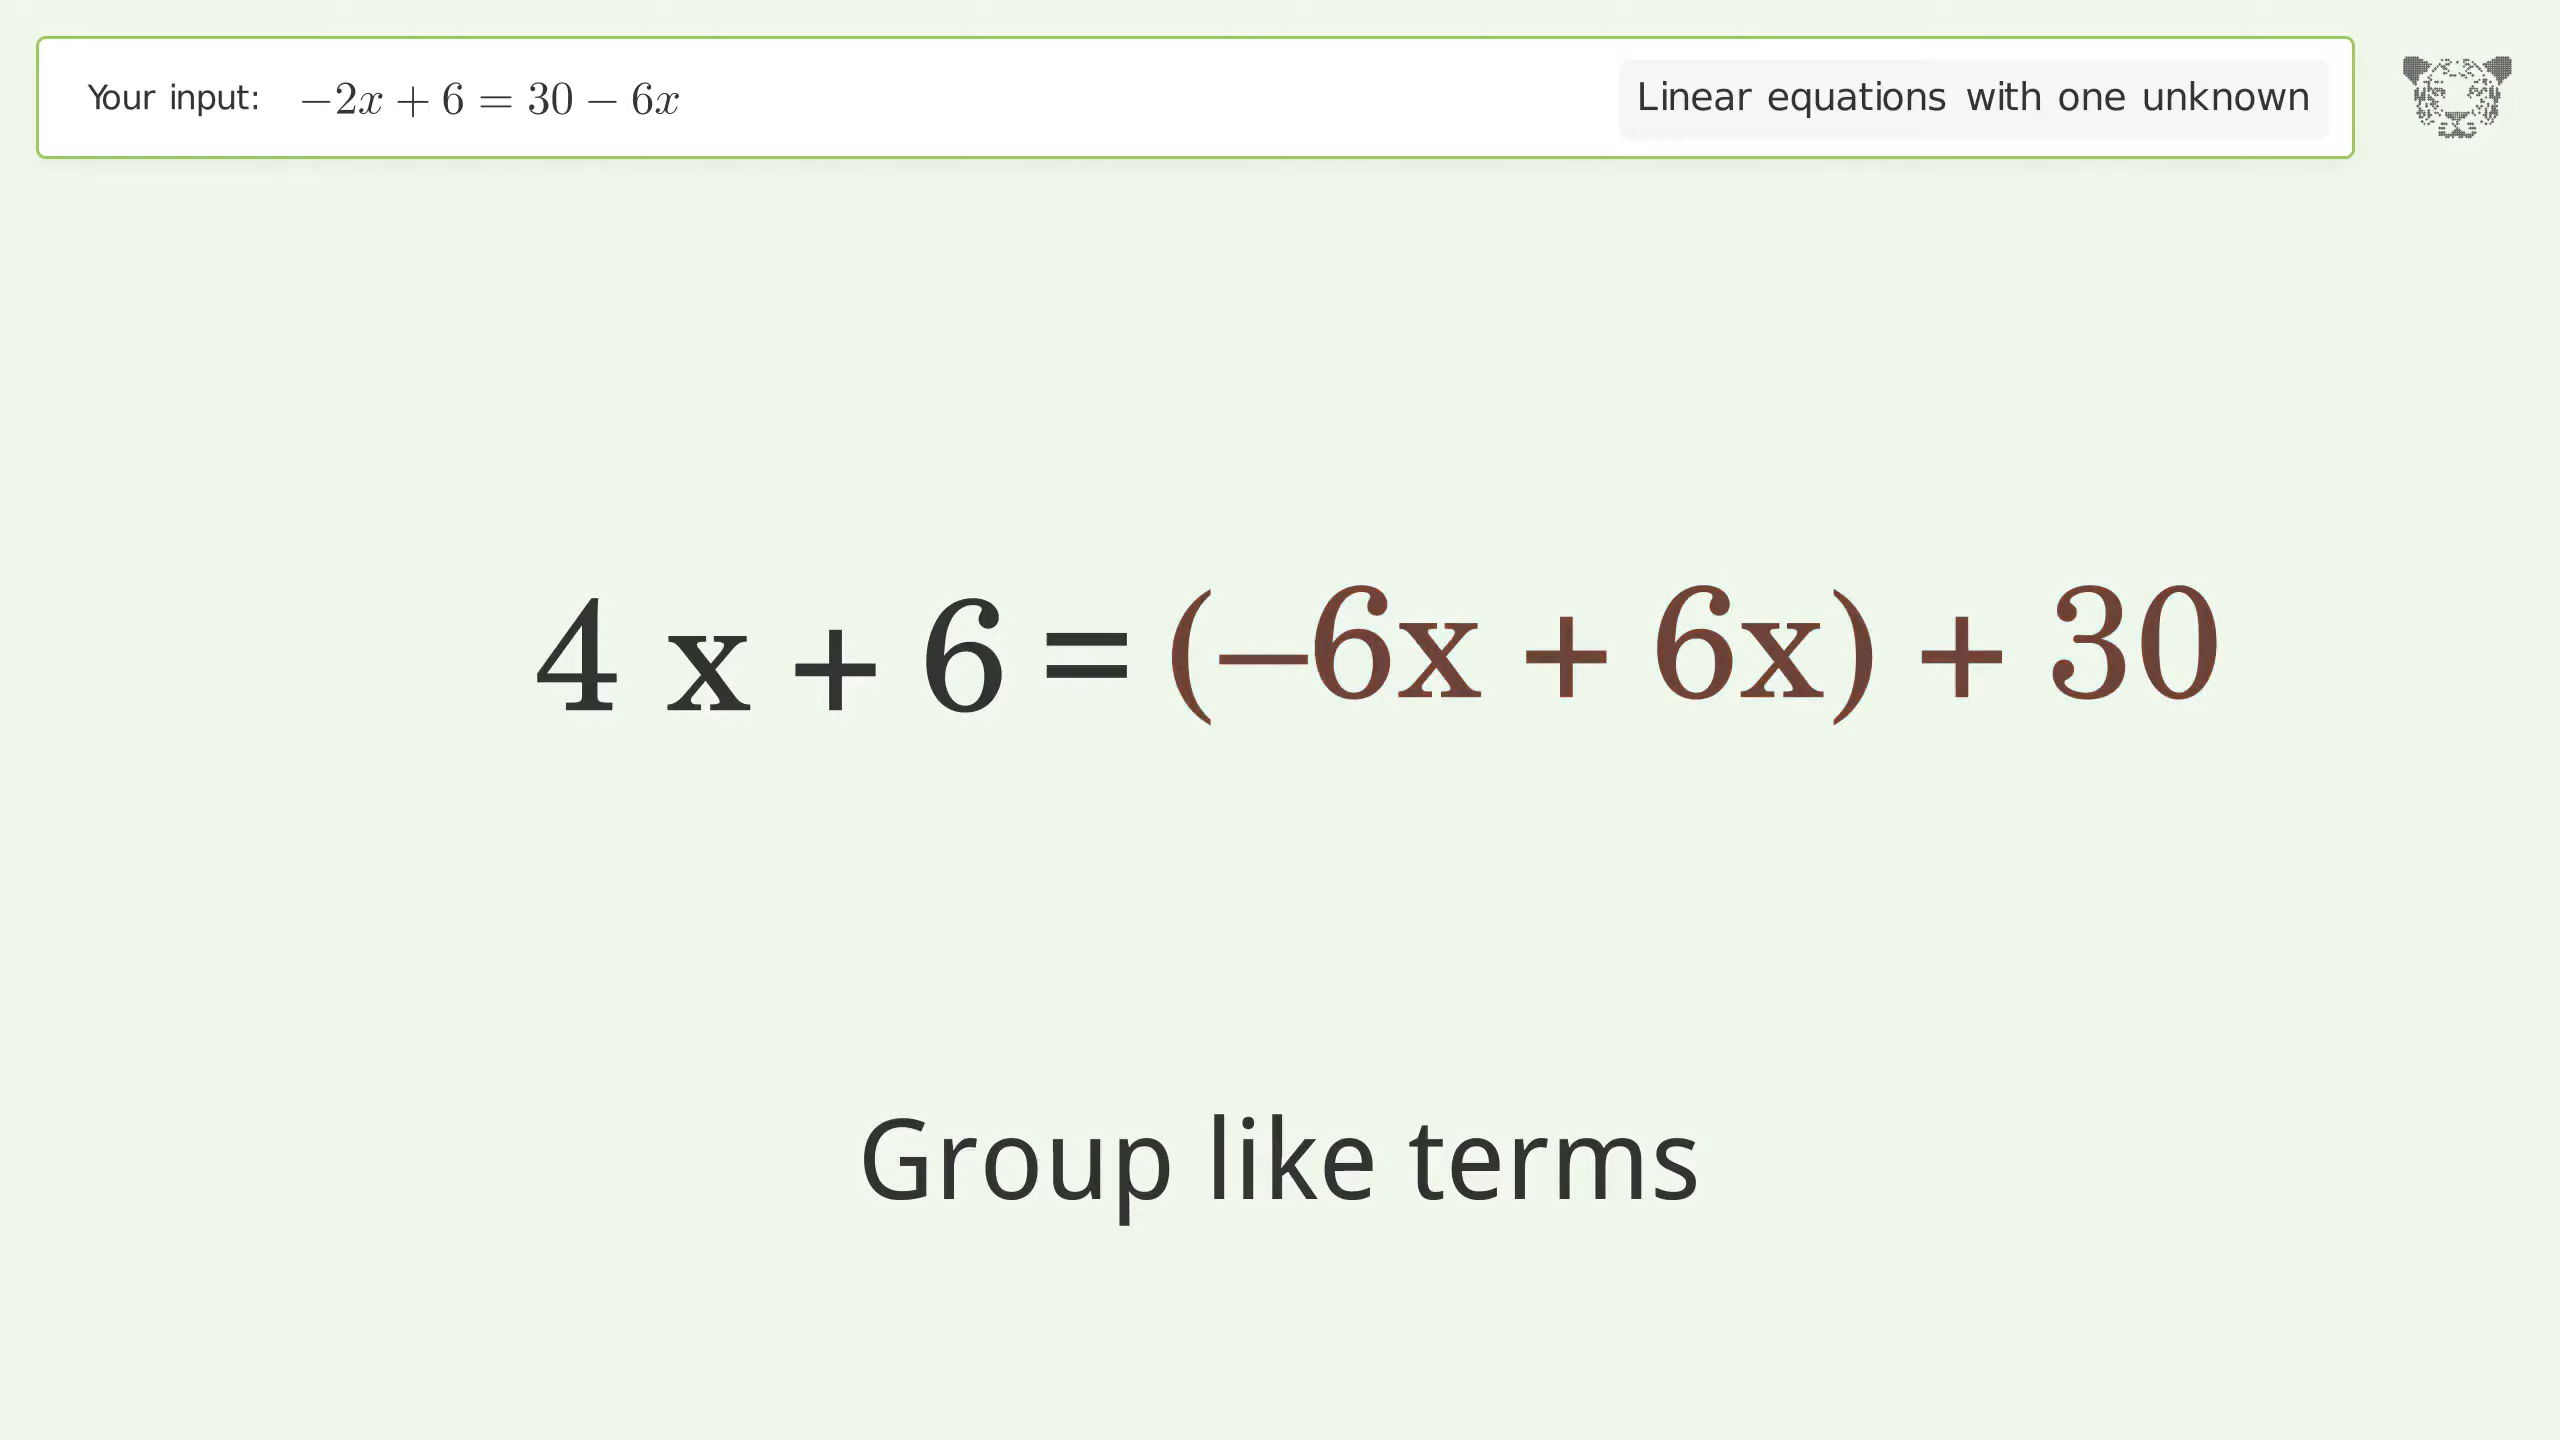 Your input: −2x + 6 = 30 − 6x
Linear equations with one unknown
4 x + 6 = (−6x + 6x) + 30
Group like terms